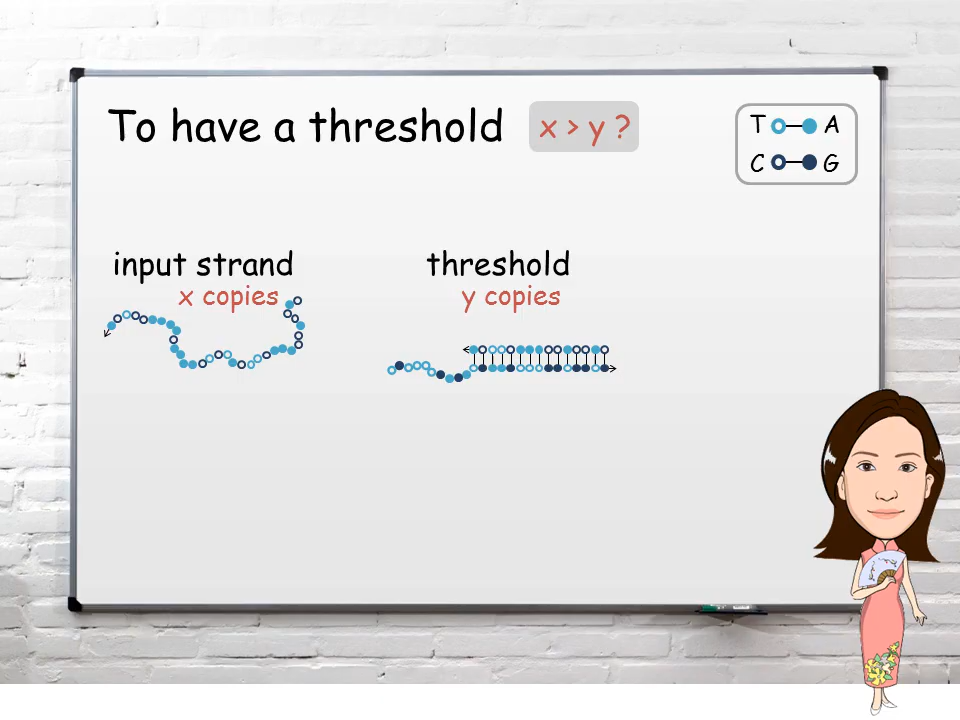 To have a threshold x > y ?
T A
C G
input strand
x copies
threshold
y copies